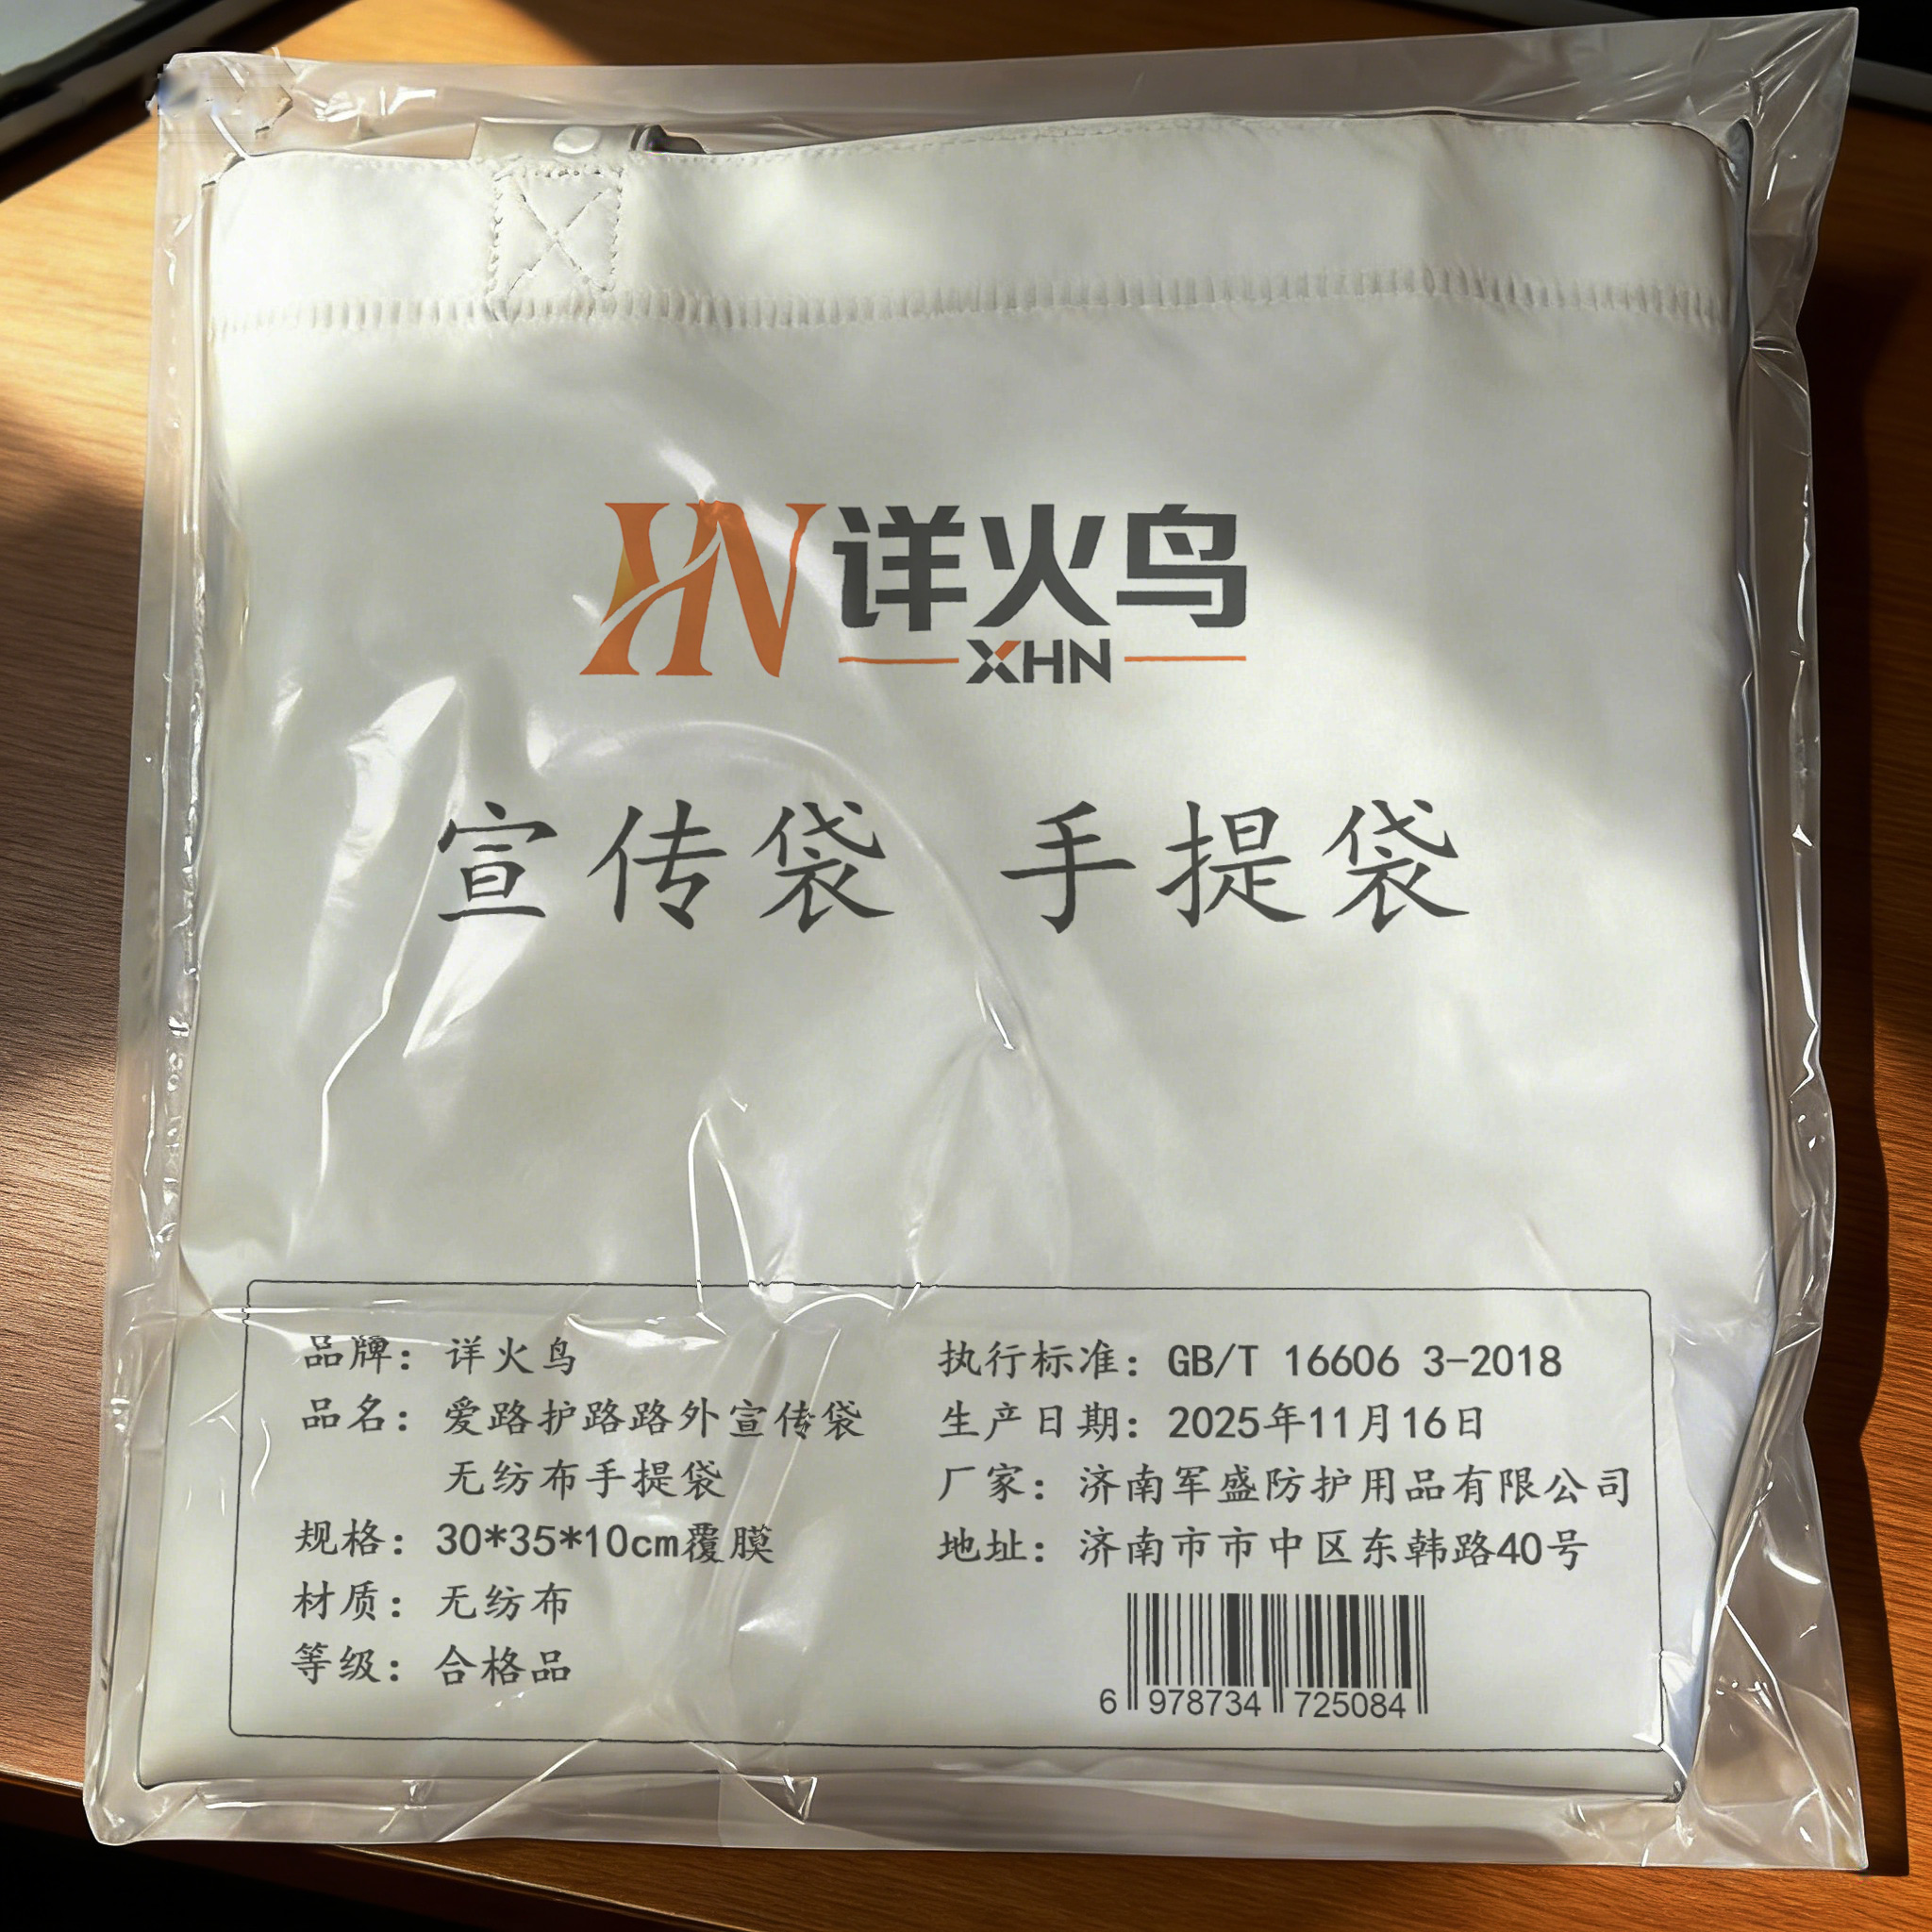 XHN 详火鸟
XHN
宣传袋 手提袋
品牌：详火鸟
品名：爱路护路路外宣传袋
无纺布手提袋
规格：30*35*10cm覆膜
材质：无纺布
等级：合格品
执行标准：GB/T 16606 3-2018
生产日期：2025年11月16日
厂家：济南军盛防护用品有限公司
地址：济南市市中区东韩路40号
6 978734 725084